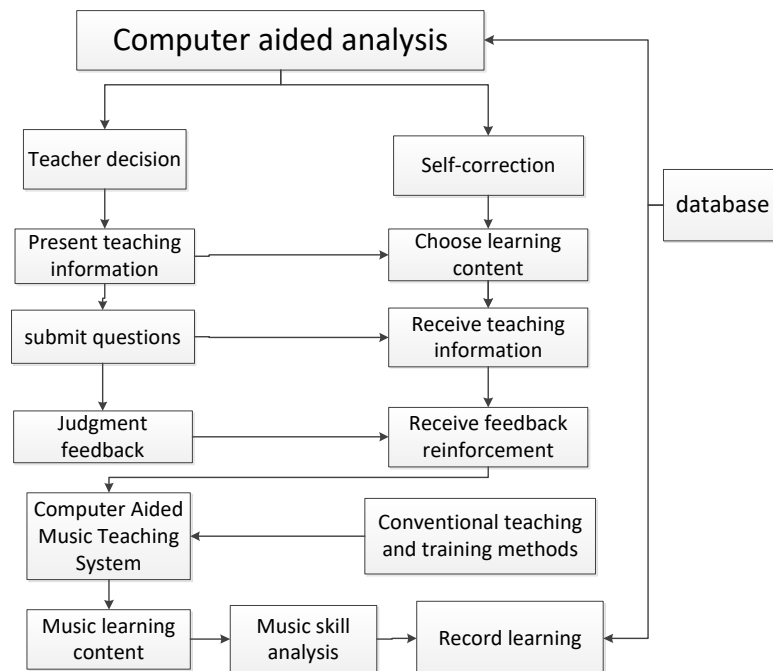 Computer aided analysis
Teacher decision
Self-correction
database
Present teaching
information
Choose learning
content
submit questions
Receive teaching
information
Judgment
feedback
Receive feedback
reinforcement
Computer Aided
Music Teaching
System
Conventional teaching
and training methods
Music learning
content
Music skill
analysis
Record learning